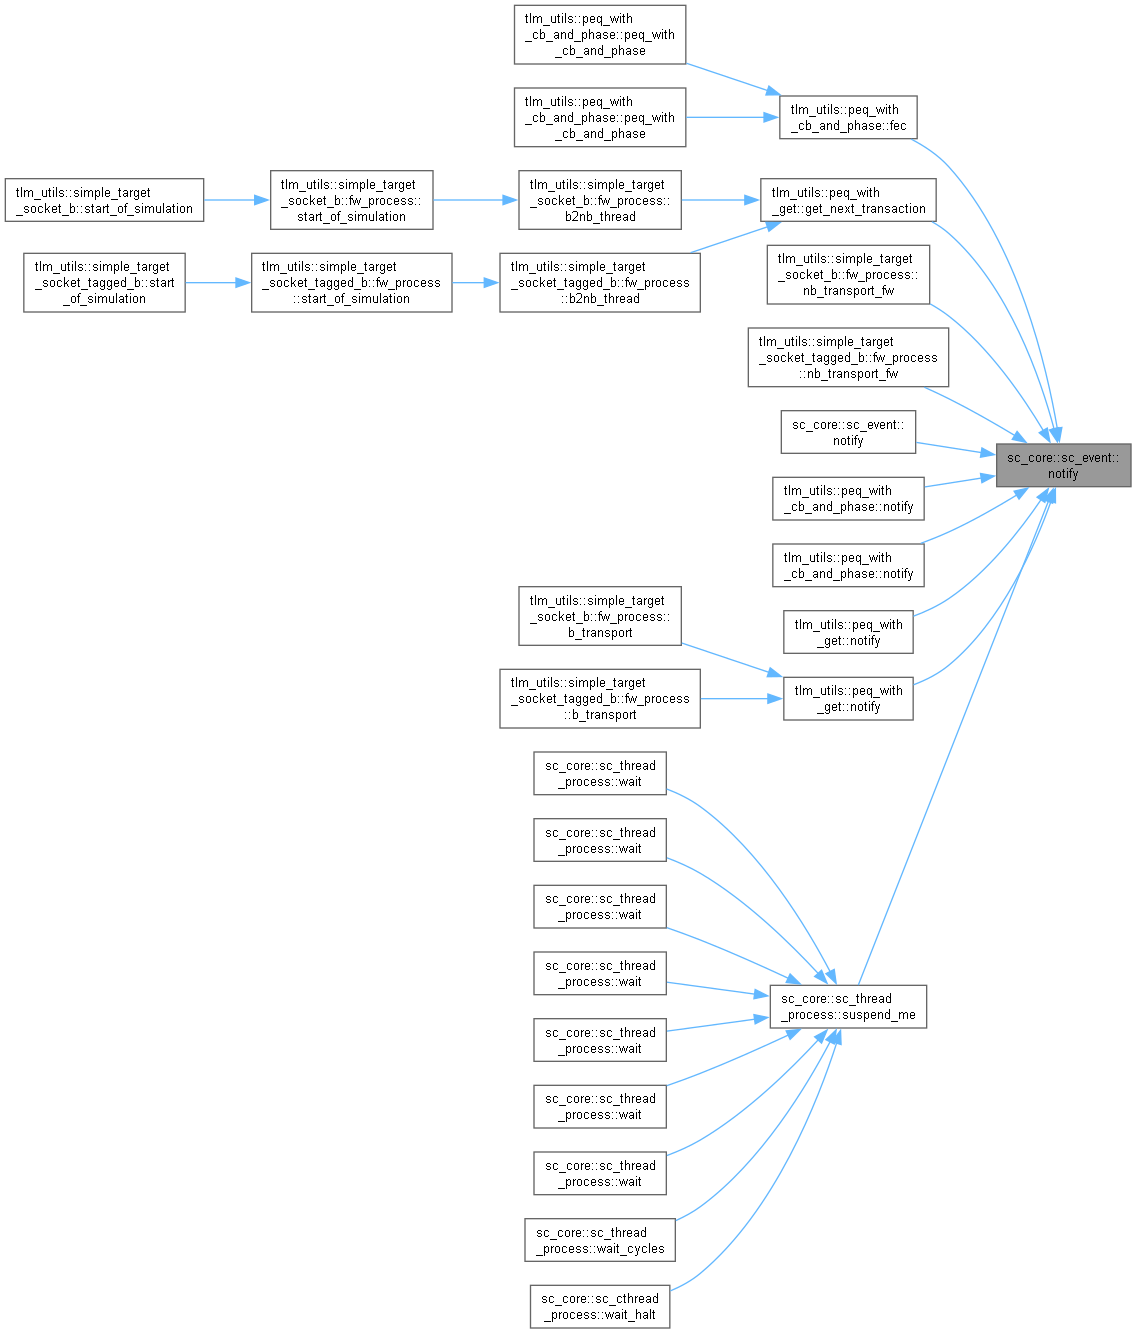 tlm_utils::peq_with
_cb_and_phase::peq_with
_cb_and_phase
tlm_utils::peq_with
_cb_and_phase::peq_with
_cb_and_phase
tlm_utils::peq_with
_cb_and_phase::fec
tlm_utils::simple_target
_socket_b::start_of_simulation
tlm_utils::simple_target
_socket_b::fw_process::
start_of_simulation
tlm_utils::simple_target
_socket_b::fw_process::
b2nb_thread
tlm_utils::peq_with
_get::get_next_transaction
tlm_utils::simple_target
_socket_tagged_b::start
_of_simulation
tlm_utils::simple_target
_socket_tagged_b::fw_process
::start_of_simulation
tlm_utils::simple_target
_socket_tagged_b::fw_process
::b2nb_thread
tlm_utils::simple_target
_socket_b::fw_process::
nb_transport_fw
tlm_utils::simple_target
_socket_tagged_b::fw_process
::nb_transport_fw
sc_core::sc_event::
notify
sc_core::sc_event::
notify
tlm_utils::peq_with
_cb_and_phase::notify
tlm_utils::peq_with
_cb_and_phase::notify
tlm_utils::simple_target
_socket_b::fw_process::
b_transport
tlm_utils::peq_with
_get::notify
tlm_utils::simple_target
_socket_tagged_b::fw_process
::b_transport
tlm_utils::peq_with
_get::notify
sc_core::sc_thread
_process::wait
sc_core::sc_thread
_process::wait
sc_core::sc_thread
_process::wait
sc_core::sc_thread
_process::wait
sc_core::sc_thread
_process::suspend_me
sc_core::sc_thread
_process::wait
sc_core::sc_thread
_process::wait
sc_core::sc_thread
_process::wait
sc_core::sc_thread
_process::wait_cycles
sc_core::sc_cthread
_process::wait_halt